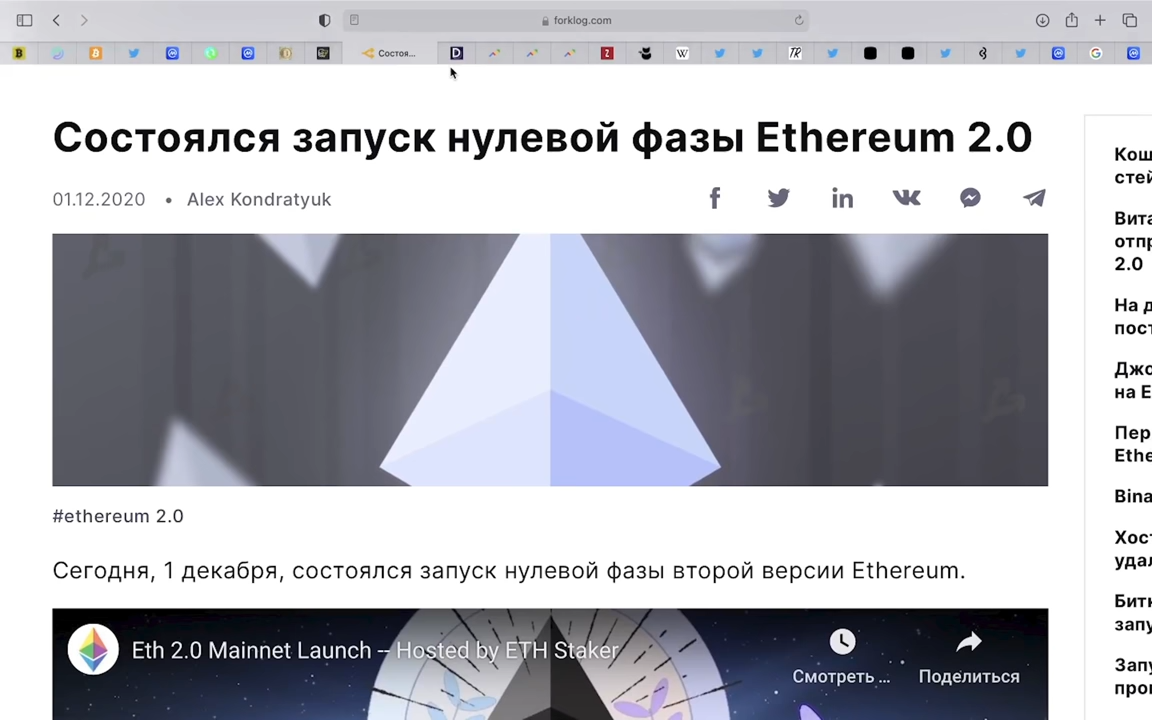 forklog.com
Состоя...
Состоялся запуск нулевой фазы Ethereum 2.0
01.12.2020 • Alex Kondratyuk
#ethereum 2.0
Сегодня, 1 декабря, состоялся запуск нулевой фазы второй версии Ethereum.
Eth 2.0 Mainnet Launch -- Hosted by ETH Staker
Смотреть ...
Поделиться
Кош
стей
Вита
отпр
2.0
На д
пост
Джо
на E
Пер
Ethe
Bina
Хост
удал
Битк
запу
Запу
прон